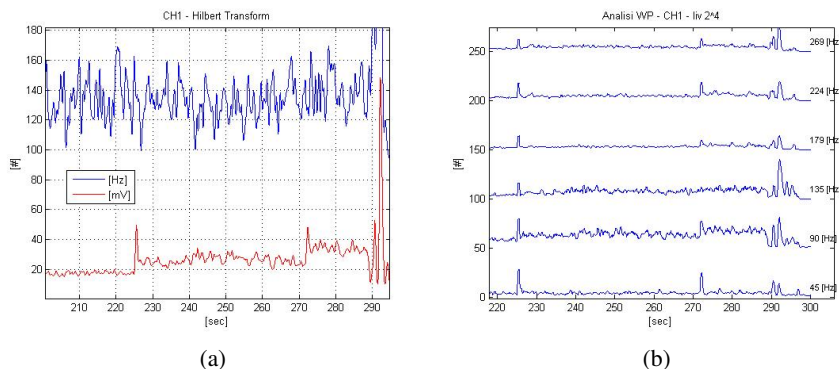 CH1 - Hilbert Transform
180
160
140
120
100
80
60
40
20
[#]
[Hz]
[mV]
210 220 230 240 250 260 270 280 290
[sec]
(a)
Analisi WP - CH1 - liv 2^4
250
200
150
100
50
0
[#]
269 [Hz]
224 [Hz]
179 [Hz]
135 [Hz]
90 [Hz]
45 [Hz]
220 230 240 250 260 270 280 290 300
[sec]
(b)